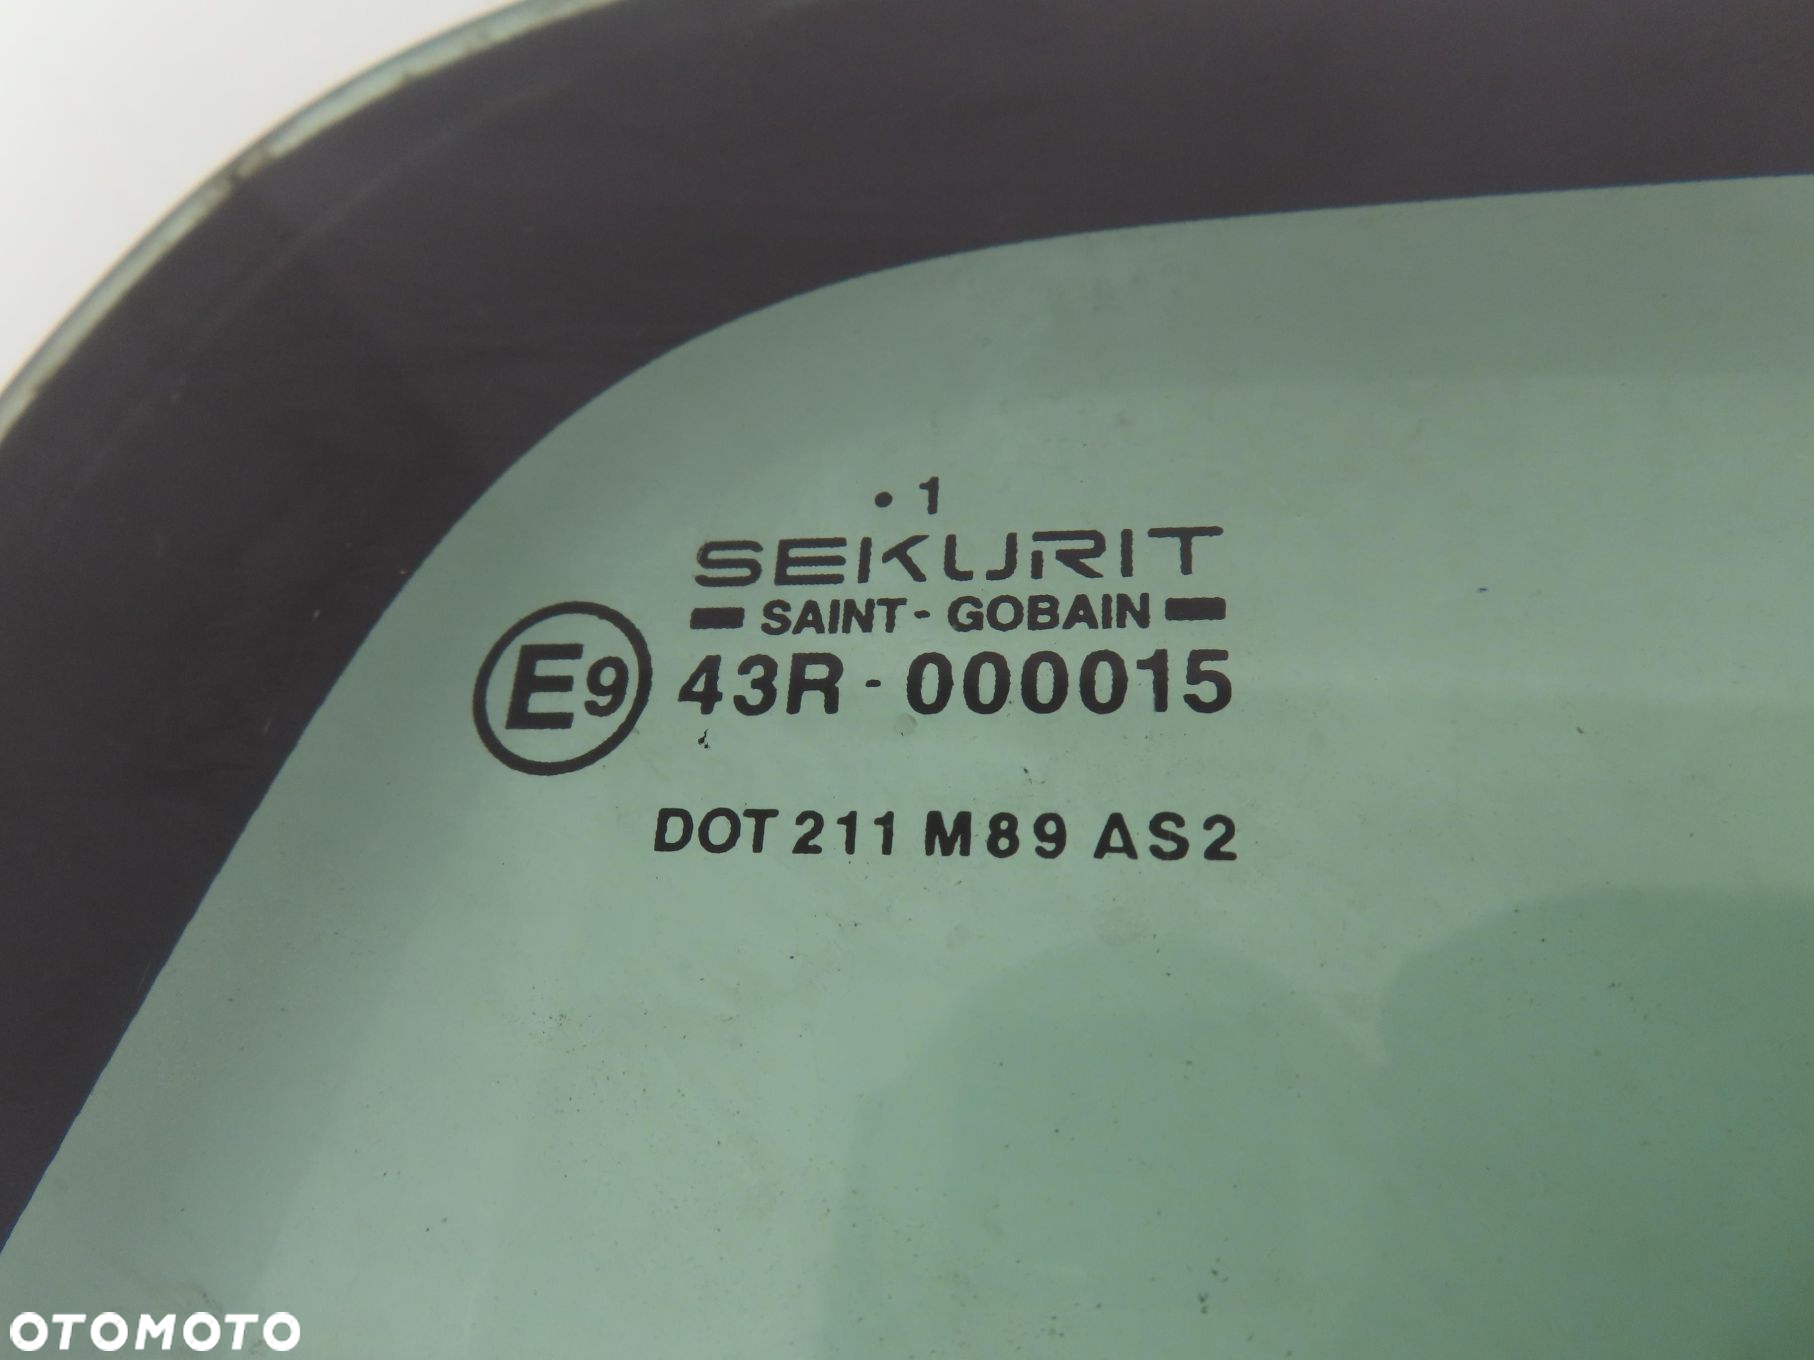 • 1
SEKURIT
SAINT-GOBAIN
E9 43R-000015
DOT 211 M89 AS2
OTOMOTO